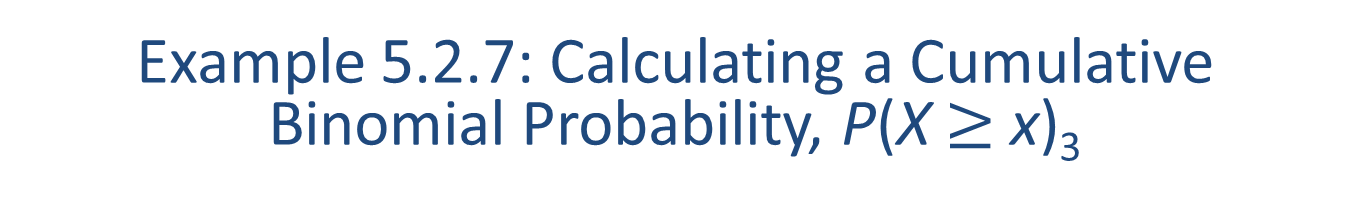 Example 5.2.7: Calculating a Cumulative
Binomial Probability, P(X ≥ x)₃